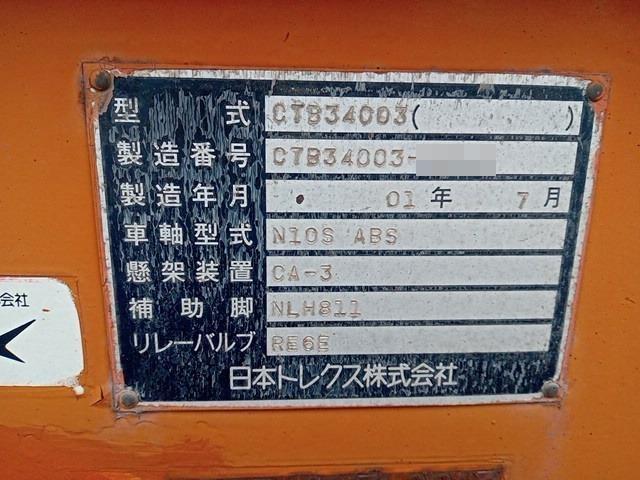 型式 CTB34003( )
製造番号 CTB34003-
製造年月 01年 7月
車軸型式 N10S ABS
懸架装置 CA-3
補助脚 NLH811
リレーバルブ RE6E
日本トレクス株式会社
会社